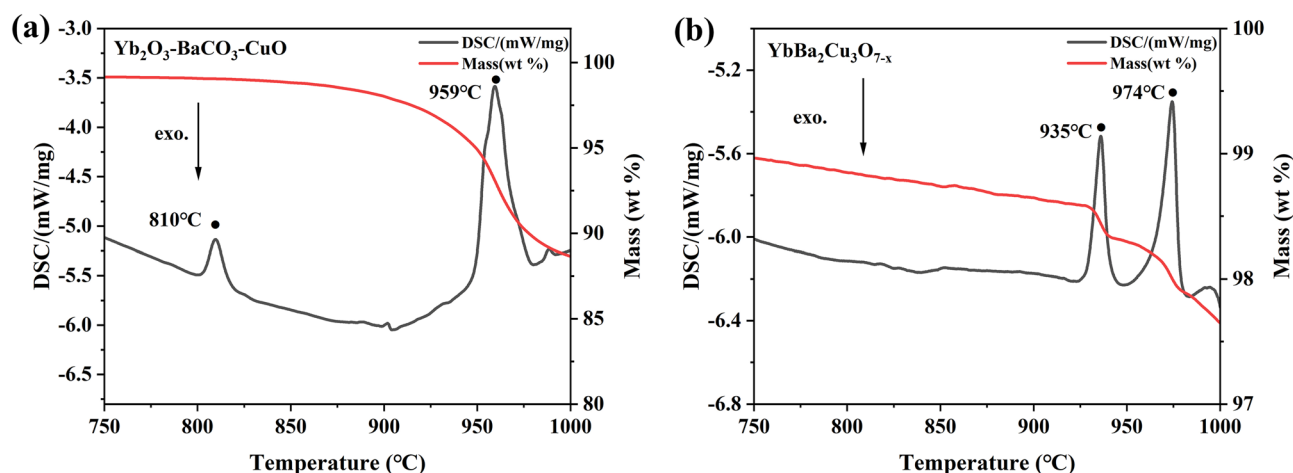 (a)
Yb₂O₃-BaCO₃-CuO
DSC/(mW/mg)
Mass(wt %)
959℃
exo.
810℃
-3.0
-3.5
-4.0
-4.5
-5.0
-5.5
-6.0
-6.5
DSC/(mW/mg)
100
95
90
85
80
Mass (wt %)
750 800 850 900 950 1000
Temperature (℃)
(b)
YbBa₂Cu₃O₇₋ₓ
DSC/(mW/mg)
Mass(wt %)
974℃
exo.
935℃
-5.2
-5.6
-6.0
-6.4
-6.8
DSC/(mW/mg)
100
99
98
97
Mass (wt %)
750 800 850 900 950 1000
Temperature (℃)